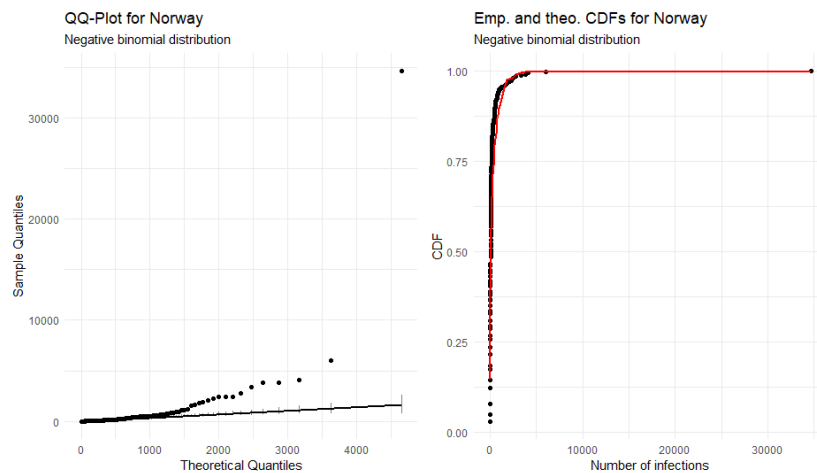 QQ-Plot for Norway
Negative binomial distribution
30000
20000
10000
0
Sample Quantiles
0 1000 2000 3000 4000
Theoretical Quantiles
Emp. and theo. CDFs for Norway
Negative binomial distribution
1.00
0.75
0.50
0.25
0.00
CDF
0 10000 20000 30000
Number of infections